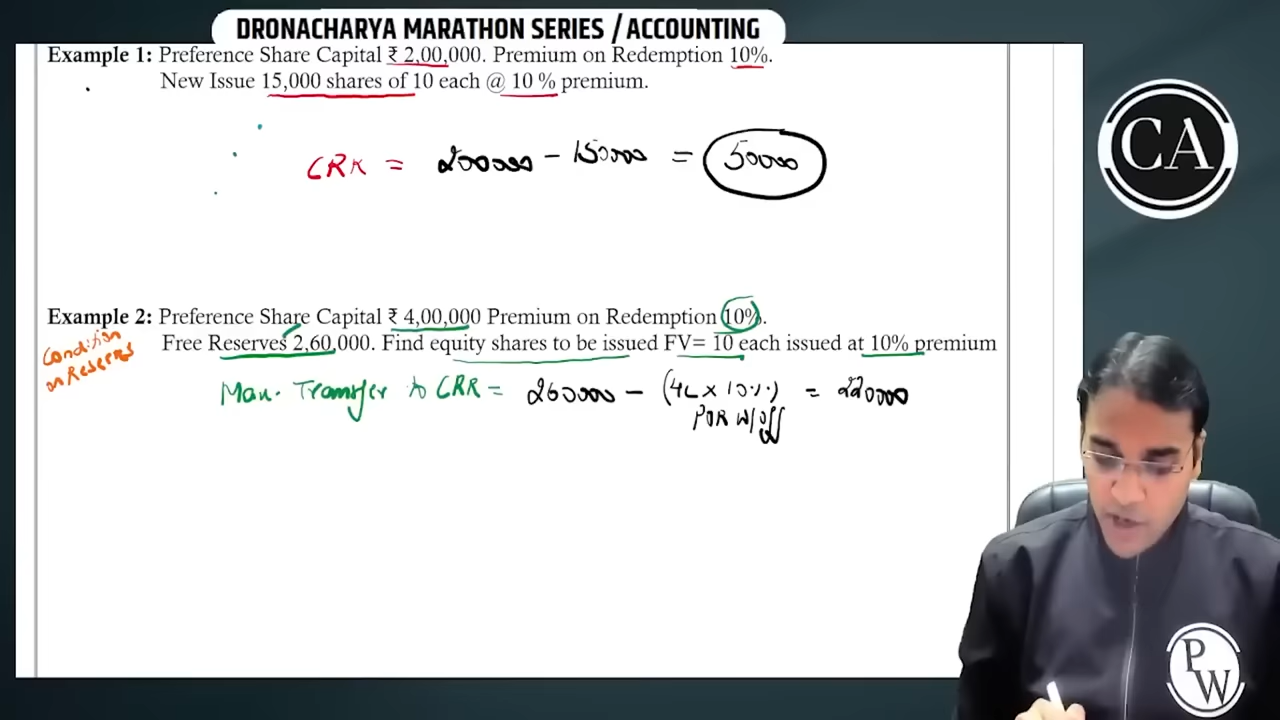 DRONACHARYA MARATHON SERIES / ACCOUNTING
Example 1: Preference Share Capital ₹ 2,00,000. Premium on Redemption 10%.
New Issue 15,000 shares of 10 each @ 10 % premium.
CRR = 200000 - 150000 = 50000
CA
Example 2: Preference Share Capital ₹ 4,00,000 Premium on Redemption 10%.
Free Reserves 2,60,000. Find equity shares to be issued FV= 10 each issued at 10% premium
Condition
on Reserves
Max. Transfer to CRR = 260000 - (4L x 10%) = 220000
POR W/off
PW